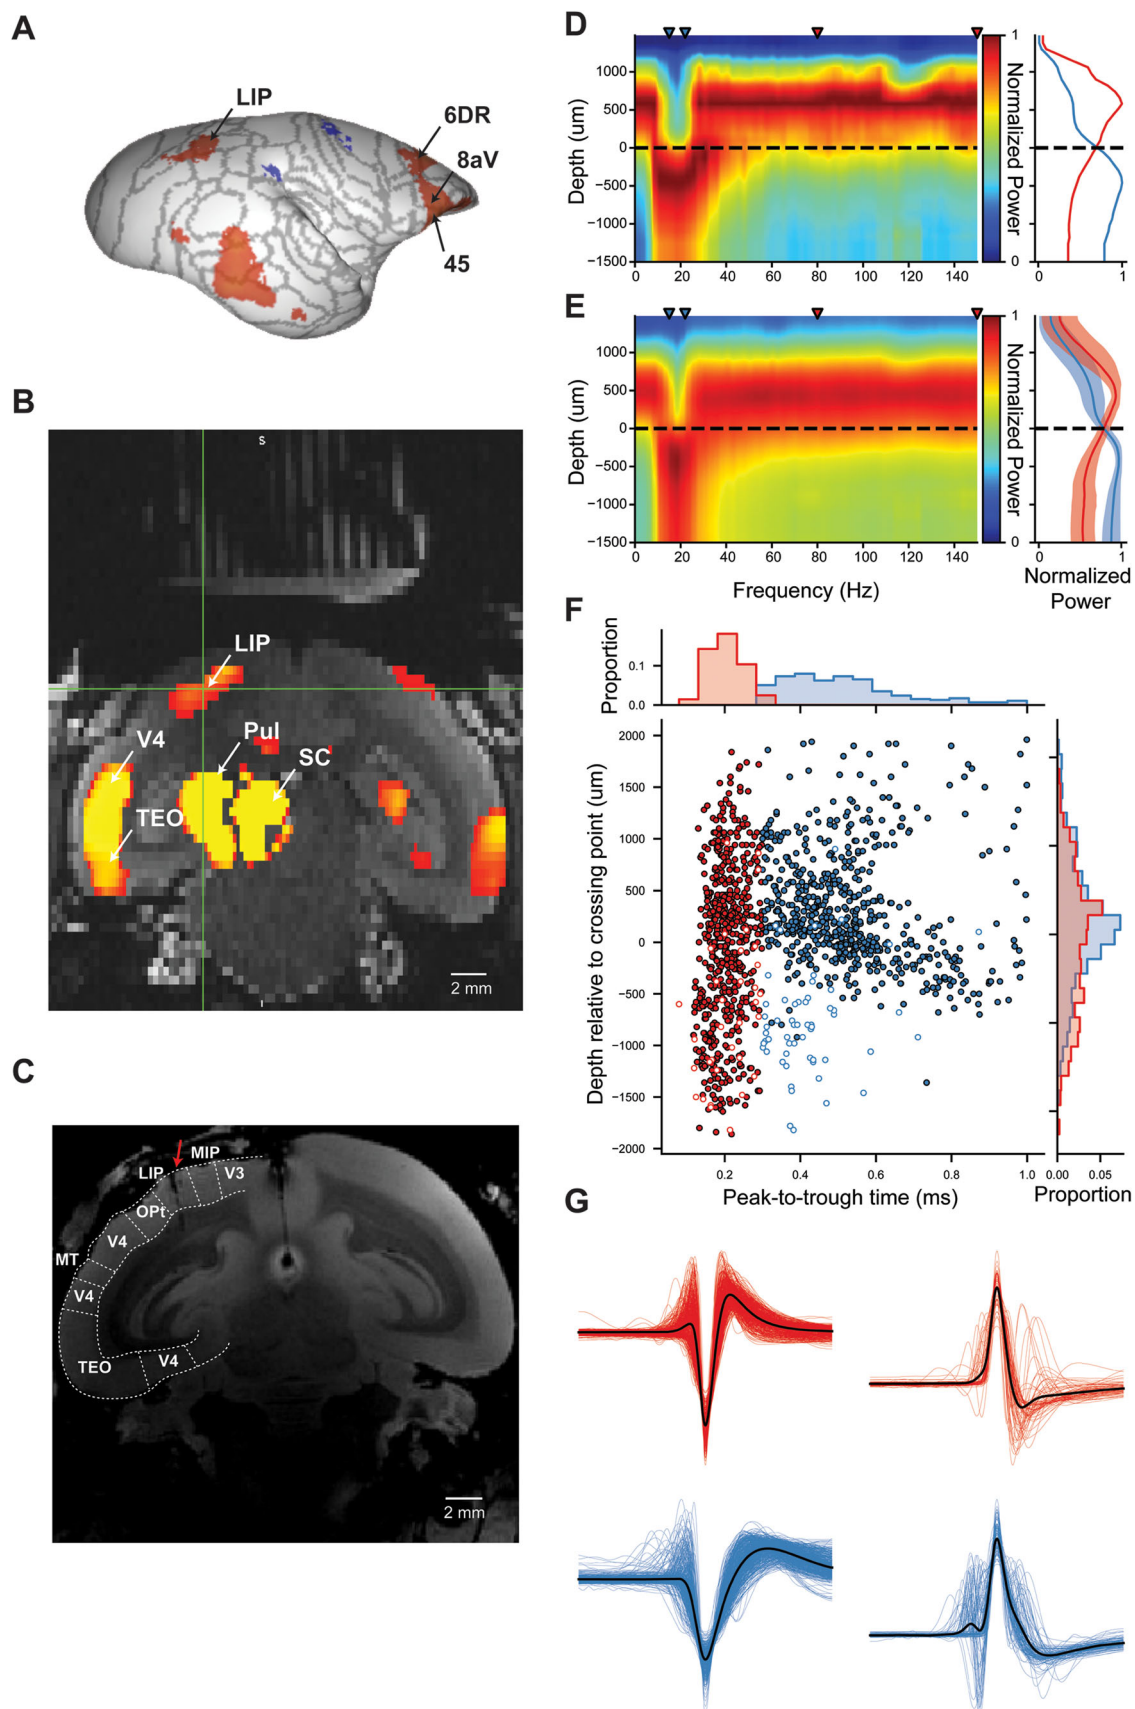 A
LIP
6DR
8aV
45
B
S
LIP
V4
Pul
SC
TEO
2 mm
I
C
MIP
LIP
V3
OPt
V4
MT
V4
TEO
V4
2 mm
D
Depth (um)
1000
500
0
−500
−1000
−1500
0 20 40 60 80 100 120 140
1
0
Normalized Power
0 1
E
Depth (um)
1000
500
0
−500
−1000
−1500
0 20 40 60 80 100 120 140
Frequency (Hz)
1
0
Normalized Power
0 1
Normalized
Power
F
Proportion
0.1
0.0
Depth relative to crossing point (um)
2000
1500
1000
500
0
−500
−1000
−1500
−2000
0.2 0.4 0.6 0.8 1.0
Peak-to-trough time (ms)
0.00 0.05
Proportion
G